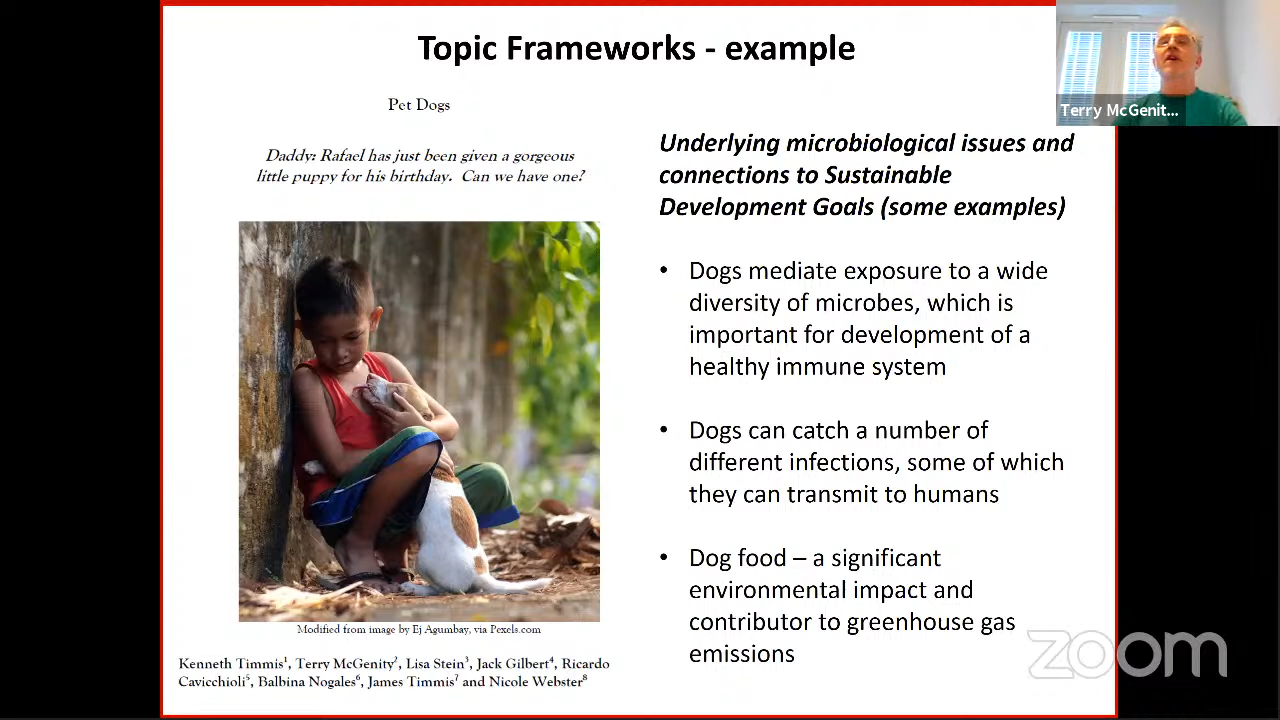 Topic Frameworks - example
Terry McGenit...
Pet Dogs
Daddy: Rafael has just been given a gorgeous
little puppy for his birthday. Can we have one?
Modified from image by Ej Agumbay, via Pexels.com
Kenneth Timmis¹, Terry McGenity², Lisa Stein³, Jack Gilbert⁴, Ricardo
Cavicchioli⁵, Balbina Nogales⁶, James Timmis⁷ and Nicole Webster⁸
Underlying microbiological issues and
connections to Sustainable
Development Goals (some examples)
• Dogs mediate exposure to a wide
diversity of microbes, which is
important for development of a
healthy immune system
• Dogs can catch a number of
different infections, some of which
they can transmit to humans
• Dog food – a significant
environmental impact and
contributor to greenhouse gas
emissions
zoom